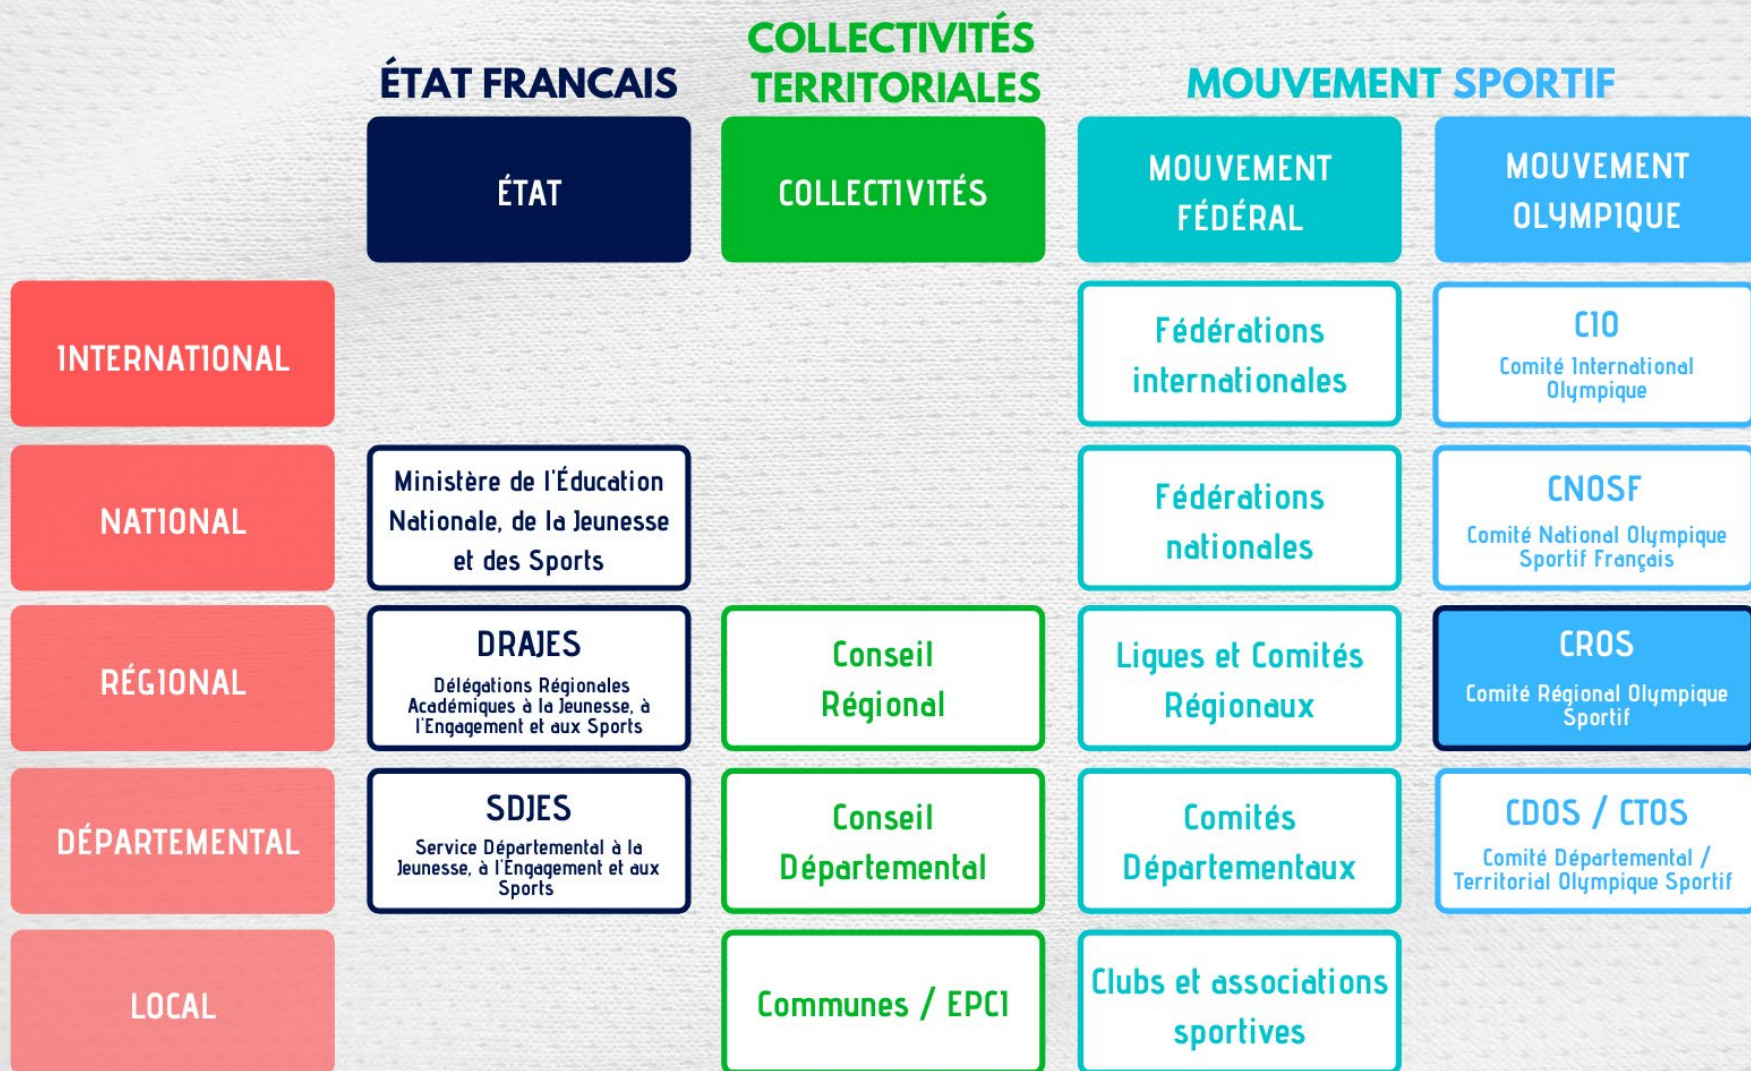 ÉTAT FRANCAIS
COLLECTIVITÉS
TERRITORIALES
MOUVEMENT SPORTIF
ÉTAT
COLLECTIVITÉS
MOUVEMENT
FÉDÉRAL
MOUVEMENT
OLYMPIQUE
INTERNATIONAL
Fédérations
internationales
CIO
Comité International
Olympique
NATIONAL
Ministère de l'Éducation
Nationale, de la Jeunesse
et des Sports
Fédérations
nationales
CNOSF
Comité National Olympique
Sportif Français
RÉGIONAL
DRAJES
Délégations Régionales
Académiques à la Jeunesse, à
l'Engagement et aux Sports
Conseil
Régional
Ligues et Comités
Régionaux
CROS
Comité Régional Olympique
Sportif
DÉPARTEMENTAL
SDJES
Service Départemental à la
Jeunesse, à l'Engagement et aux
Sports
Conseil
Départemental
Comités
Départementaux
CDOS / CTOS
Comité Départemental /
Territorial Olympique Sportif
LOCAL
Communes / EPCI
Clubs et associations
sportives